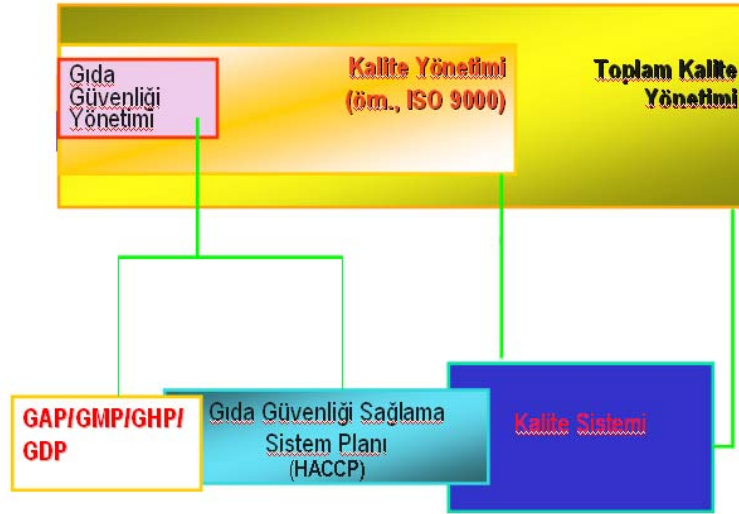 Gıda
Güvenliği
Yönetimi
Kalite Yönetimi
(örn., ISO 9000)
Toplam Kalite
Yönetimi
GAP/GMP/GHP/
GDP
Gıda Güvenliği Sağlama
Sistem Planı
(HACCP)
Kalite Sistemi